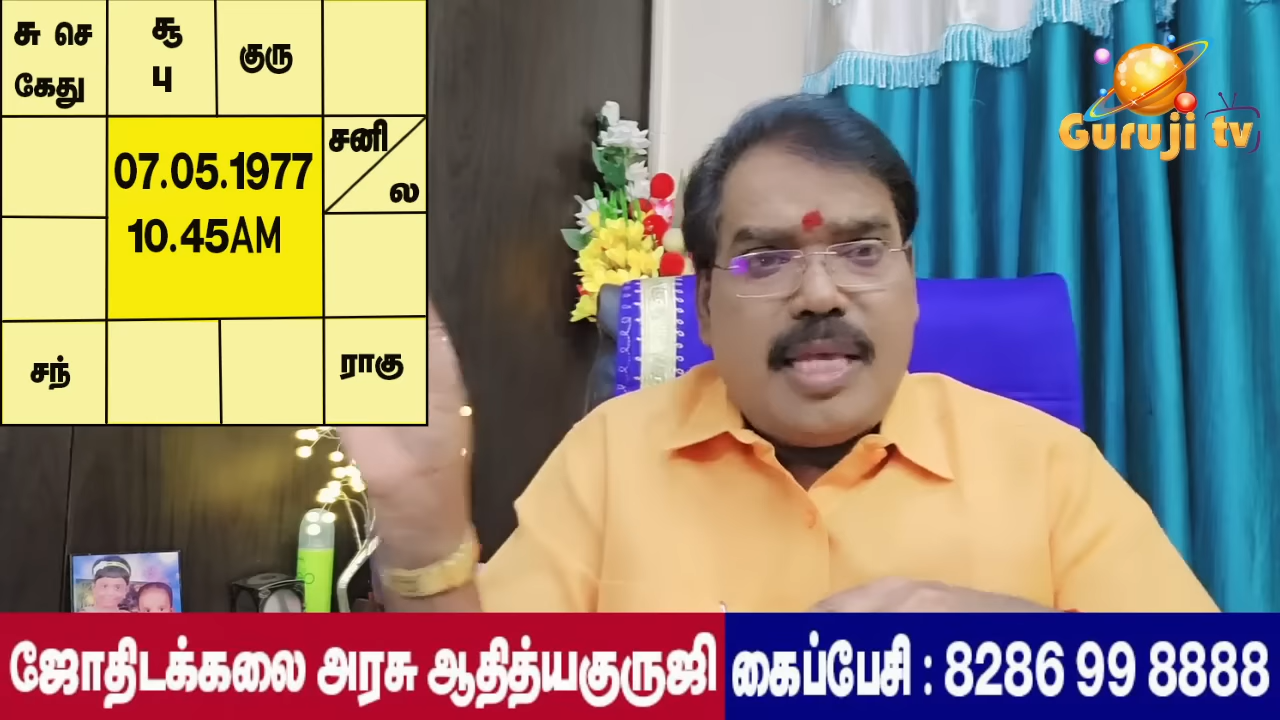 சு செ
கேது
சூ
பு
குரு
சனி
ல
07.05.1977
10.45AM
சந்
ராகு
Guruji tv
ஜோதிடக்கலை அரசு ஆதித்யகுருஜி
கைப்பேசி : 8286 99 8888